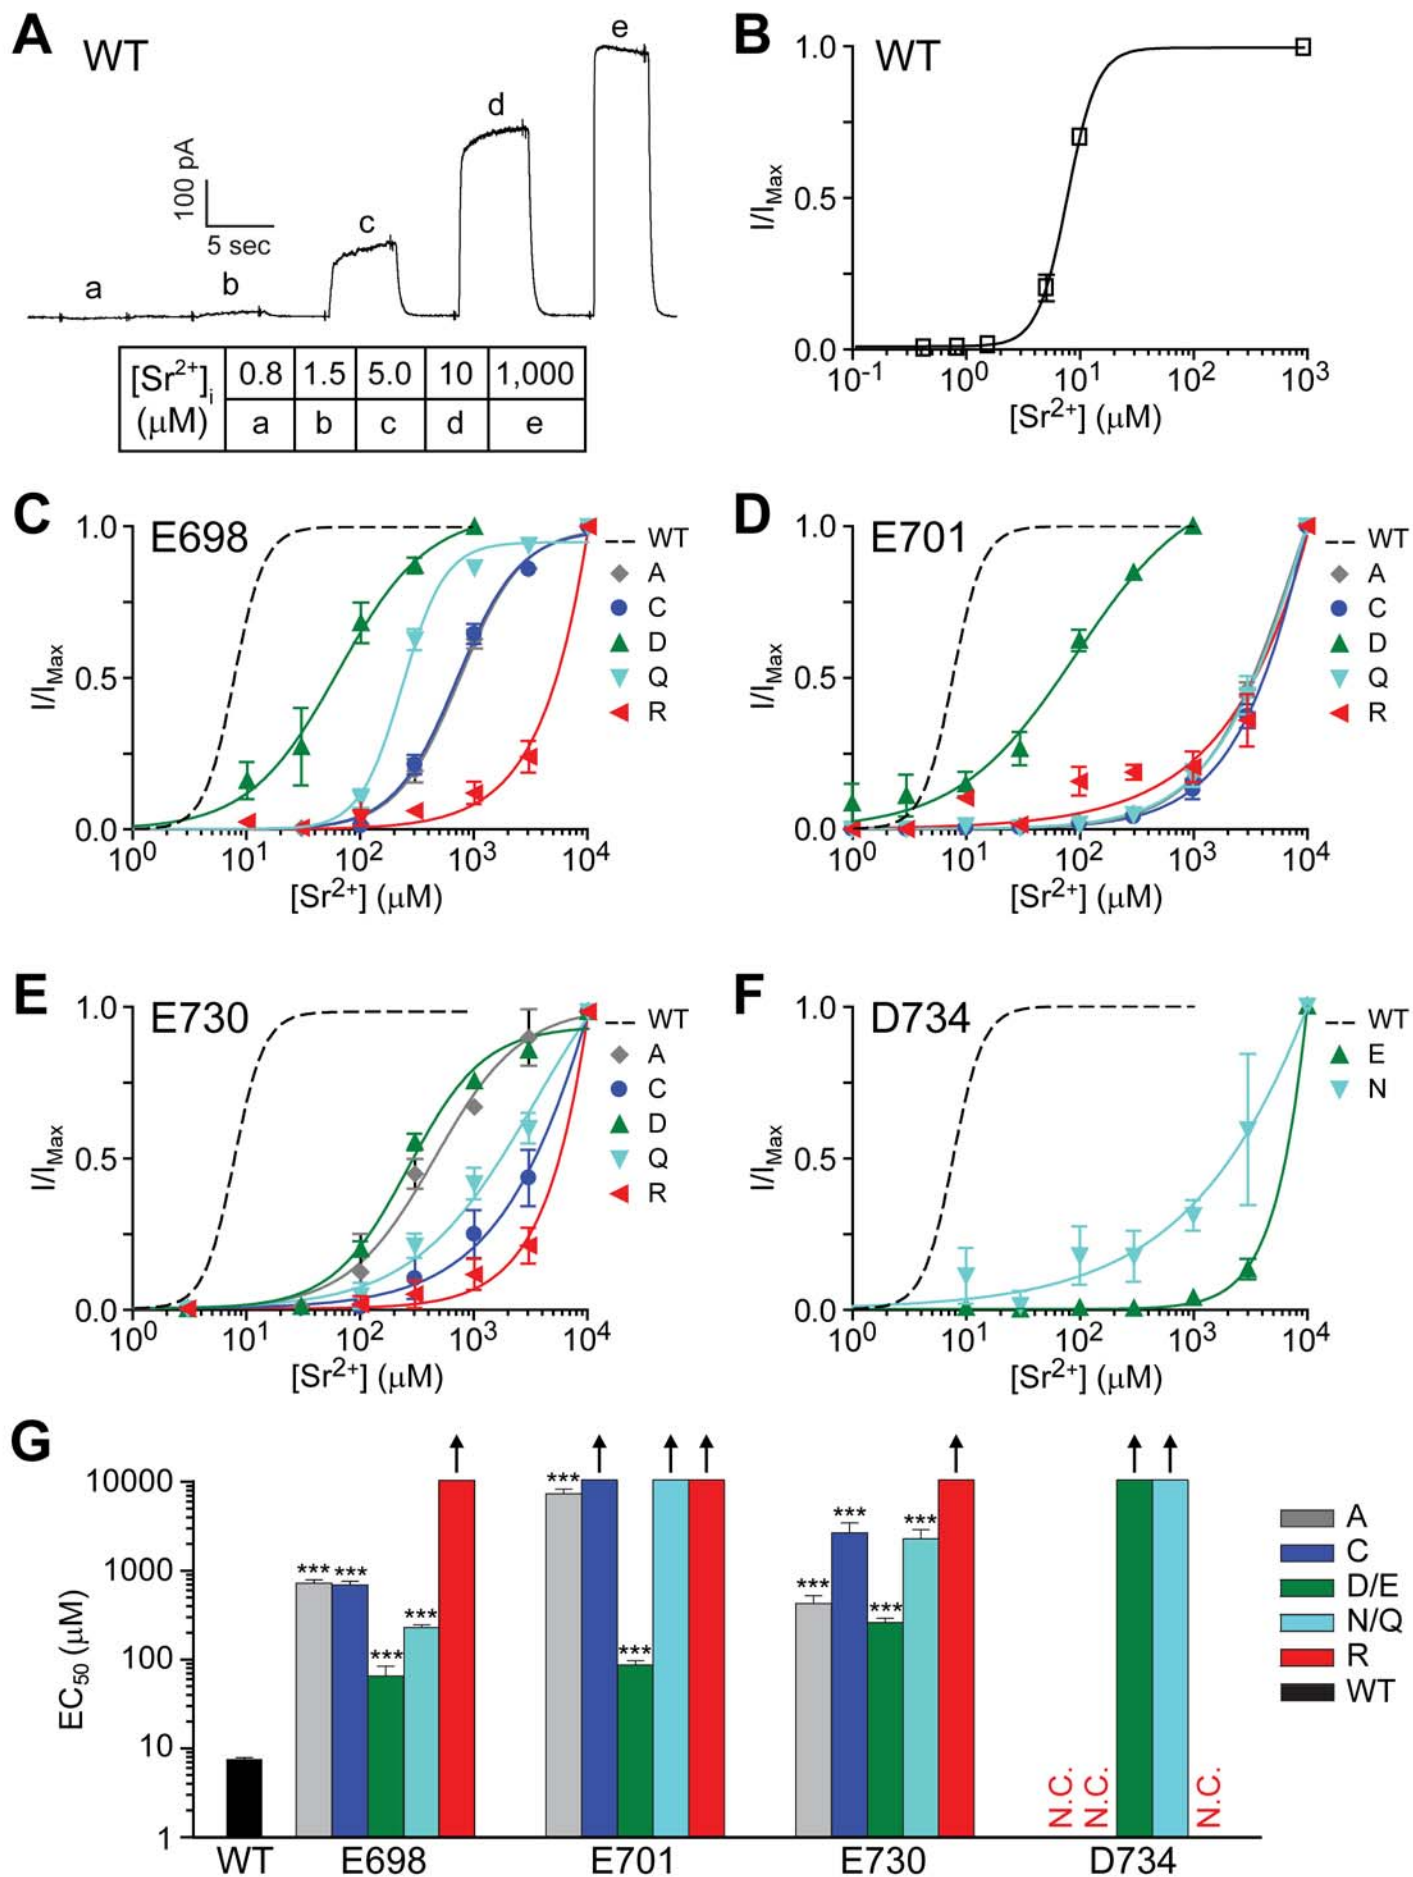 A
WT
a
b
c
d
e
100 pA
5 sec
[Sr2+]i (μM) 0.8 1.5 5.0 10 1,000
a b c d e
B
WT
1.0
0.5
0.0
I/IMax
10-1 100 101 102 103
[Sr2+] (μM)
C
E698
1.0
0.5
0.0
I/IMax
100 101 102 103 104
[Sr2+] (μM)
WT
A
C
D
Q
R
D
E701
1.0
0.5
0.0
I/IMax
100 101 102 103 104
[Sr2+] (μM)
WT
A
C
D
Q
R
E
E730
1.0
0.5
0.0
I/IMax
100 101 102 103 104
[Sr2+] (μM)
WT
A
C
D
Q
R
F
D734
1.0
0.5
0.0
I/IMax
100 101 102 103 104
[Sr2+] (μM)
WT
E
N
G
EC50 (μM)
10000
1000
100
10
1
*** *** *** ***
*** ***
*** *** *** ***
N.C. N.C. N.C.
WT E698 E701 E730 D734
A
C
D/E
N/Q
R
WT